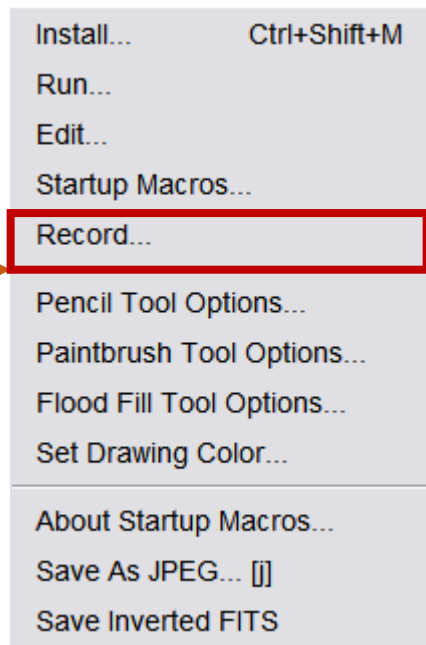 Install... Ctrl+Shift+M
Run...
Edit...
Startup Macros...
Record...
Pencil Tool Options...
Paintbrush Tool Options...
Flood Fill Tool Options...
Set Drawing Color...
About Startup Macros...
Save As JPEG... [j]
Save Inverted FITS